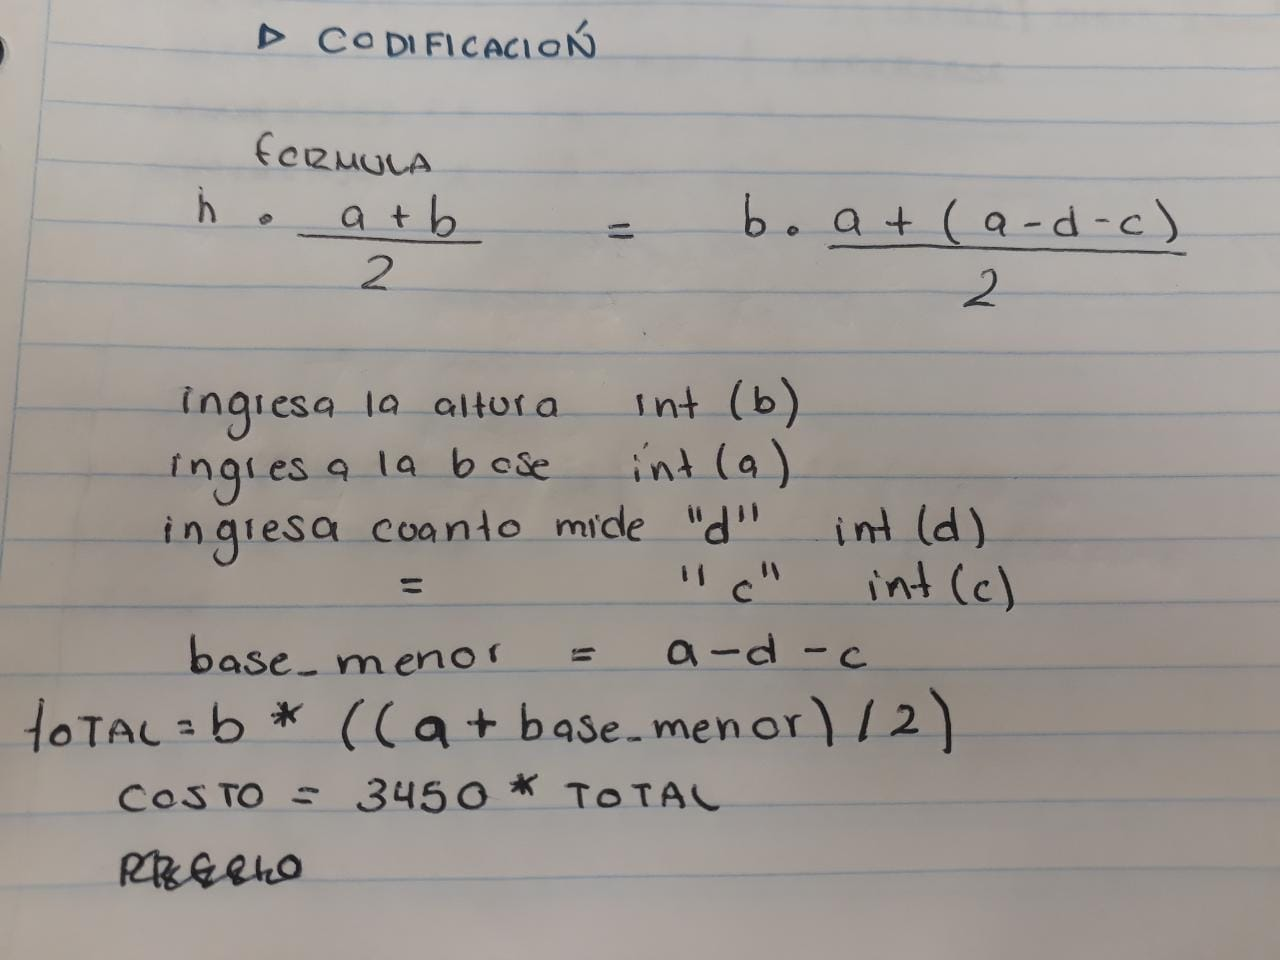 ▷ CODIFICACIOŃ
FORMULA
h . a + b / 2 = b . a + (a - d - c) / 2
ingresa la altura int (b)
ingresa la base int (a)
ingresa cuanto mide "d" int (d)
= "c" int (c)
base_menor = a - d - c
TOTAL = b * ((a + base_menor) / 2)
COSTO = 3450 * TOTAL